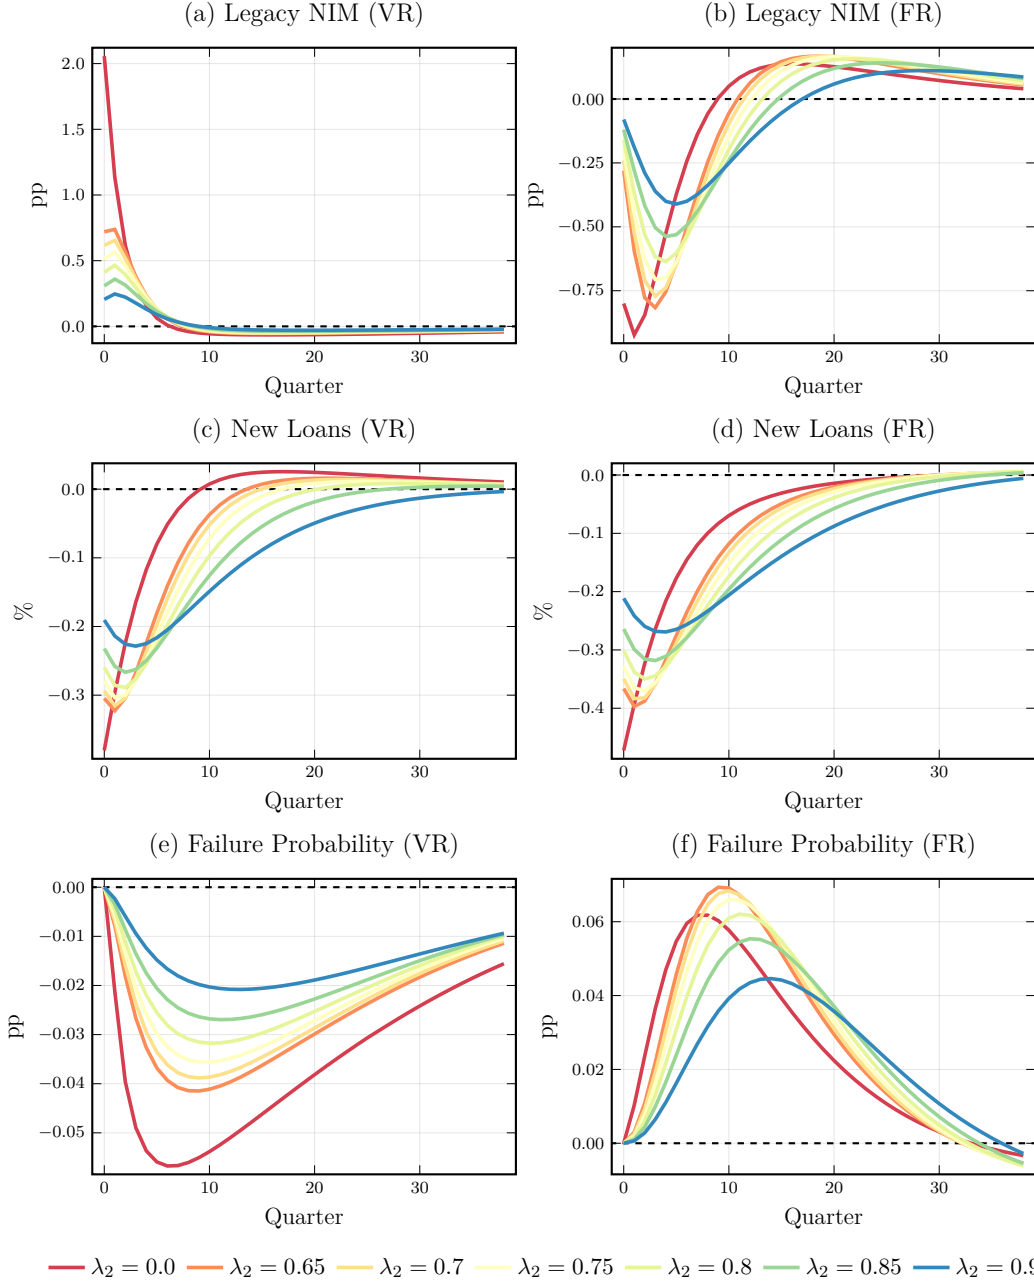 (a) Legacy NIM (VR)
(b) Legacy NIM (FR)
2.0
1.5
1.0
0.5
0.0
pp
0 10 20 30
Quarter
0.00
−0.25
−0.50
−0.75
pp
0 10 20 30
Quarter
(c) New Loans (VR)
(d) New Loans (FR)
0.0
−0.1
−0.2
−0.3
%
0 10 20 30
Quarter
0.0
−0.1
−0.2
−0.3
−0.4
%
0 10 20 30
Quarter
(e) Failure Probability (VR)
(f) Failure Probability (FR)
0.00
−0.01
−0.02
−0.03
−0.04
−0.05
pp
0 10 20 30
Quarter
0.06
0.04
0.02
0.00
pp
0 10 20 30
Quarter
λ₂ = 0.0 λ₂ = 0.65 λ₂ = 0.7 λ₂ = 0.75 λ₂ = 0.8 λ₂ = 0.85 λ₂ = 0.9